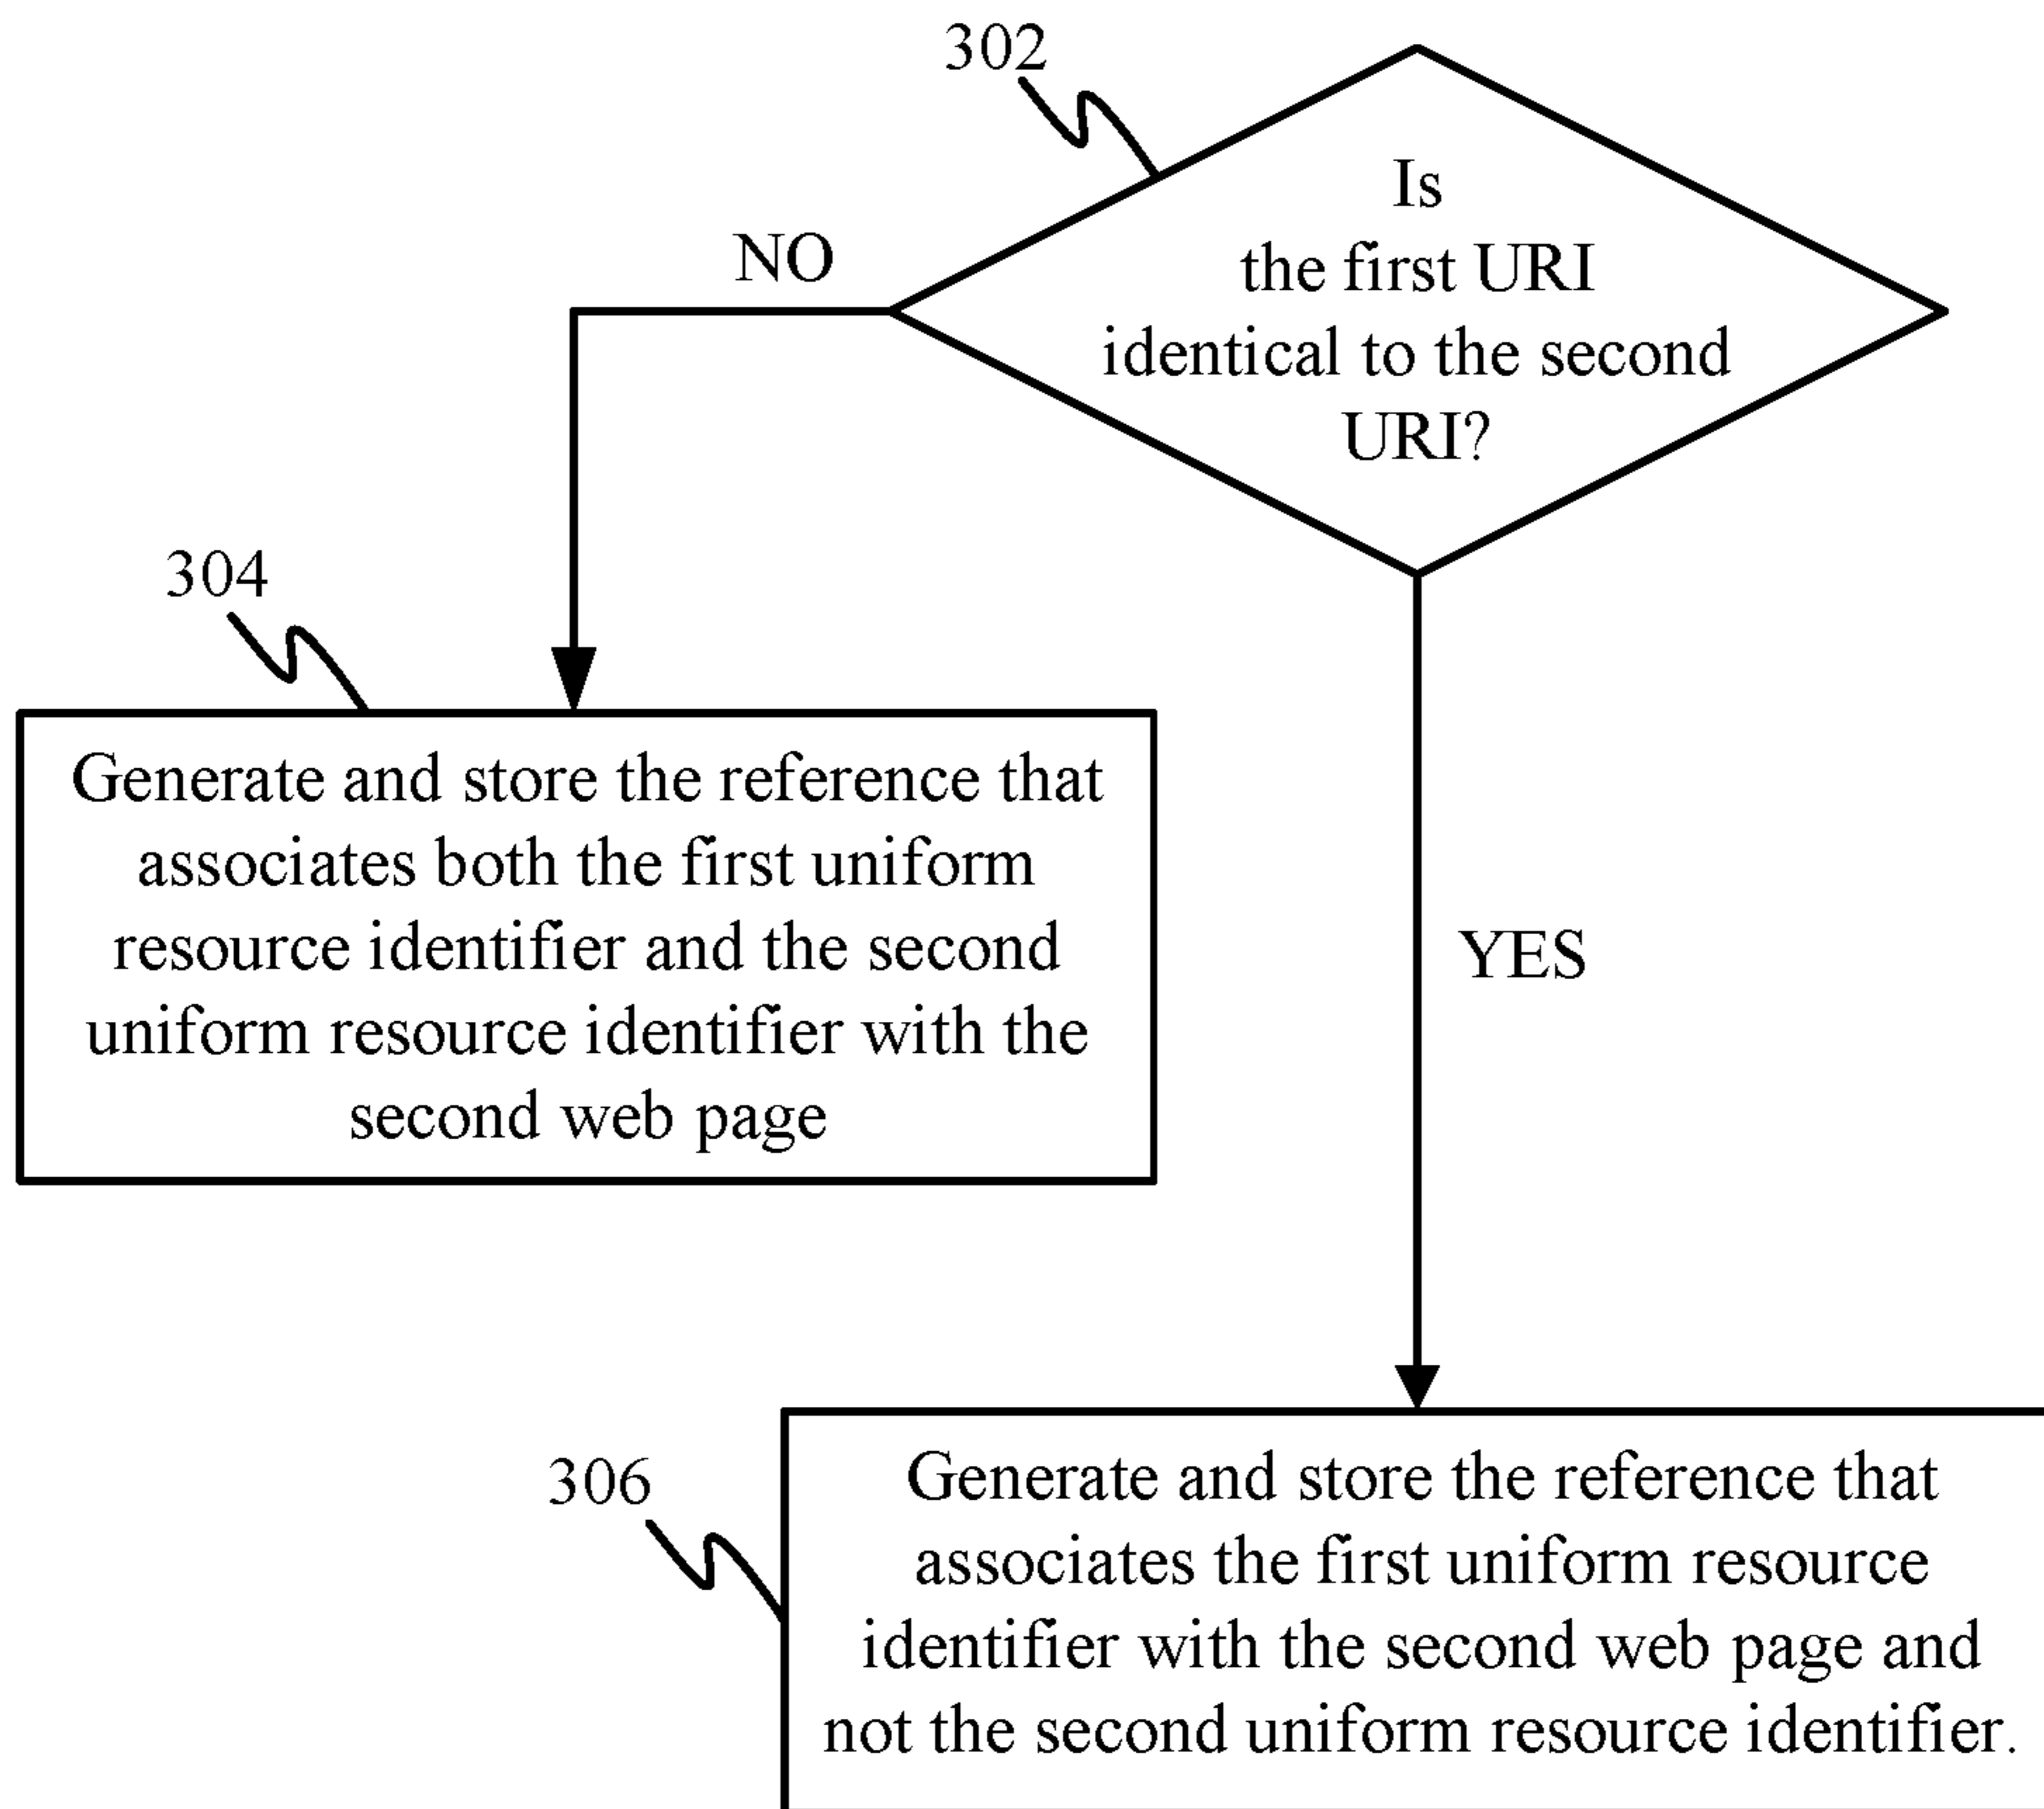 302
Is
the first URI
identical to the second
URI?
NO
304
Generate and store the reference that
associates both the first uniform
resource identifier and the second
uniform resource identifier with the
second web page
YES
306
Generate and store the reference that
associates the first uniform resource
identifier with the second web page and
not the second uniform resource identifier.